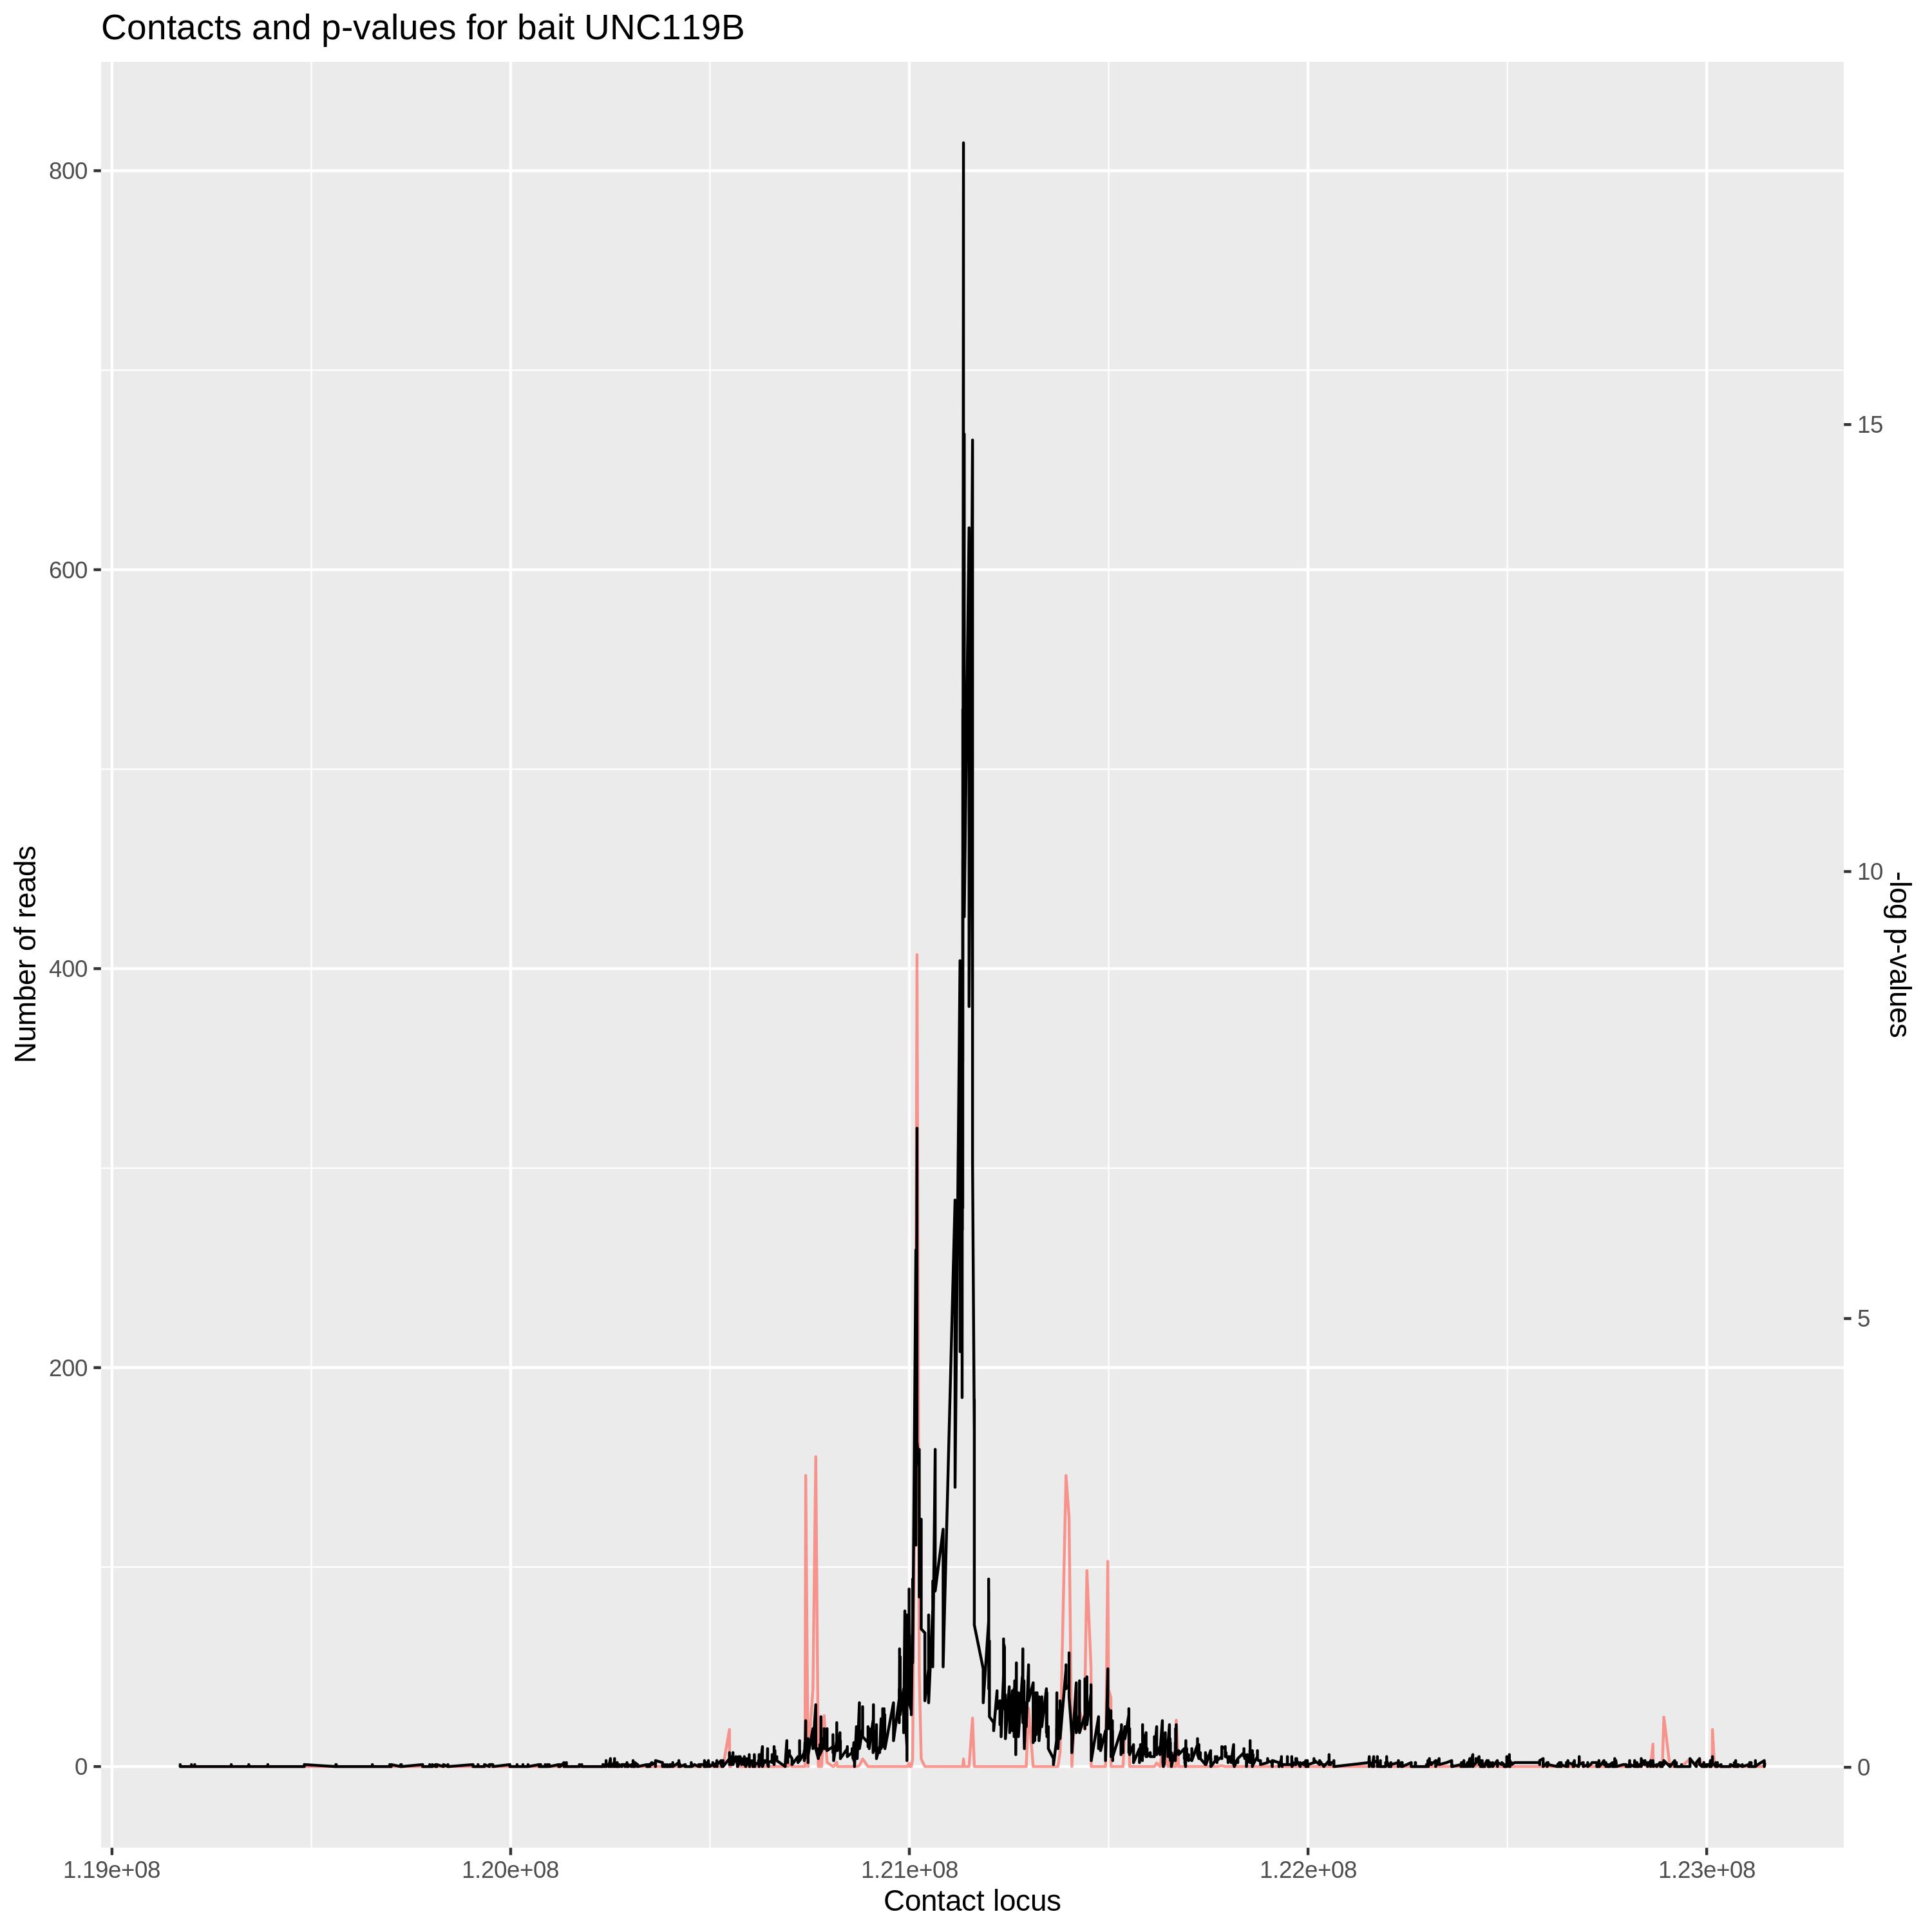 Contacts and p-values for bait UNC119B
800
600
400
200
0
Number of reads
15
10
5
0
-log p-values
1.19e+08
1.20e+08
1.21e+08
1.22e+08
1.23e+08
Contact locus